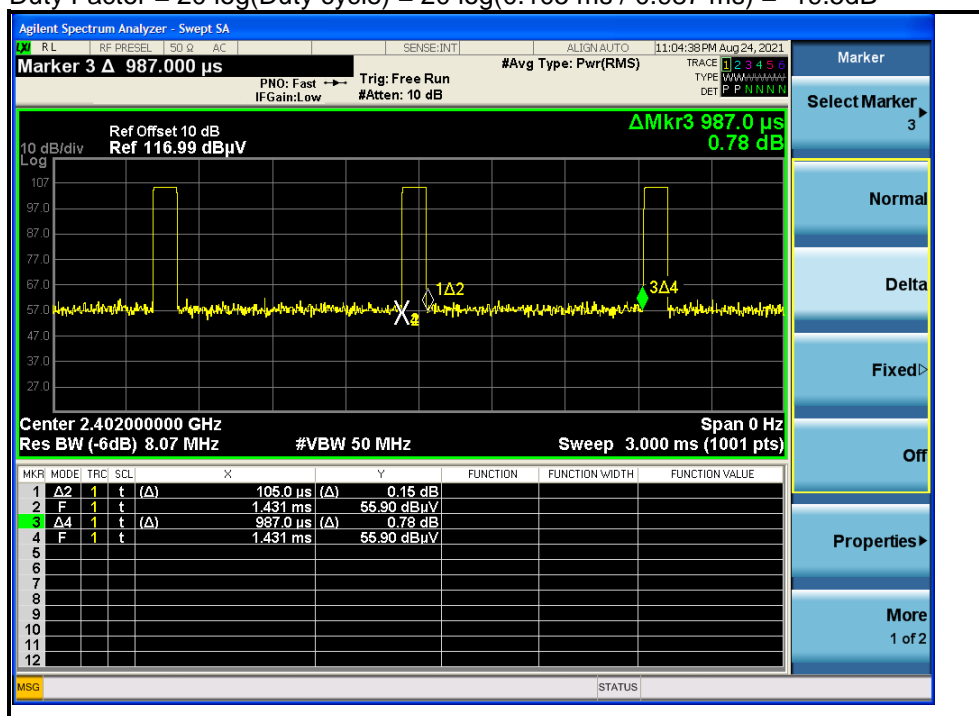 Agilent Spectrum Analyzer - Swept SA
LXI RL RF PRESEL 50 Ω AC SENSE:INT ALIGN AUTO 11:04:38 PM Aug 24, 2021
Marker 3 Δ 987.000 µs
PNO: Fast
IFGain:Low
Trig: Free Run
#Atten: 10 dB
#Avg Type: Pwr(RMS)
TRACE 1 2 3 4 5 6
TYPE
DET P P N N N N
ΔMkr3 987.0 µs
0.78 dB
Ref Offset 10 dB
10 dB/div Ref 116.99 dBµV
Log
107
97.0
87.0
77.0
67.0
57.0
47.0
37.0
27.0
1Δ2
3Δ4
Center 2.402000000 GHz Span 0 Hz
Res BW (-6dB) 8.07 MHz #VBW 50 MHz Sweep 3.000 ms (1001 pts)
MKR MODE TRC SCL X Y FUNCTION FUNCTION WIDTH FUNCTION VALUE
1 Δ2 1 t (Δ) 105.0 µs (Δ) 0.15 dB
2 F 1 t 1.431 ms 55.90 dBµV
3 Δ4 1 t (Δ) 987.0 µs (Δ) 0.78 dB
4 F 1 t 1.431 ms 55.90 dBµV
5
6
7
8
9
10
11
12
MSG STATUS
Marker
Select Marker
3
Normal
Delta
Fixed
Off
Properties
More
1 of 2